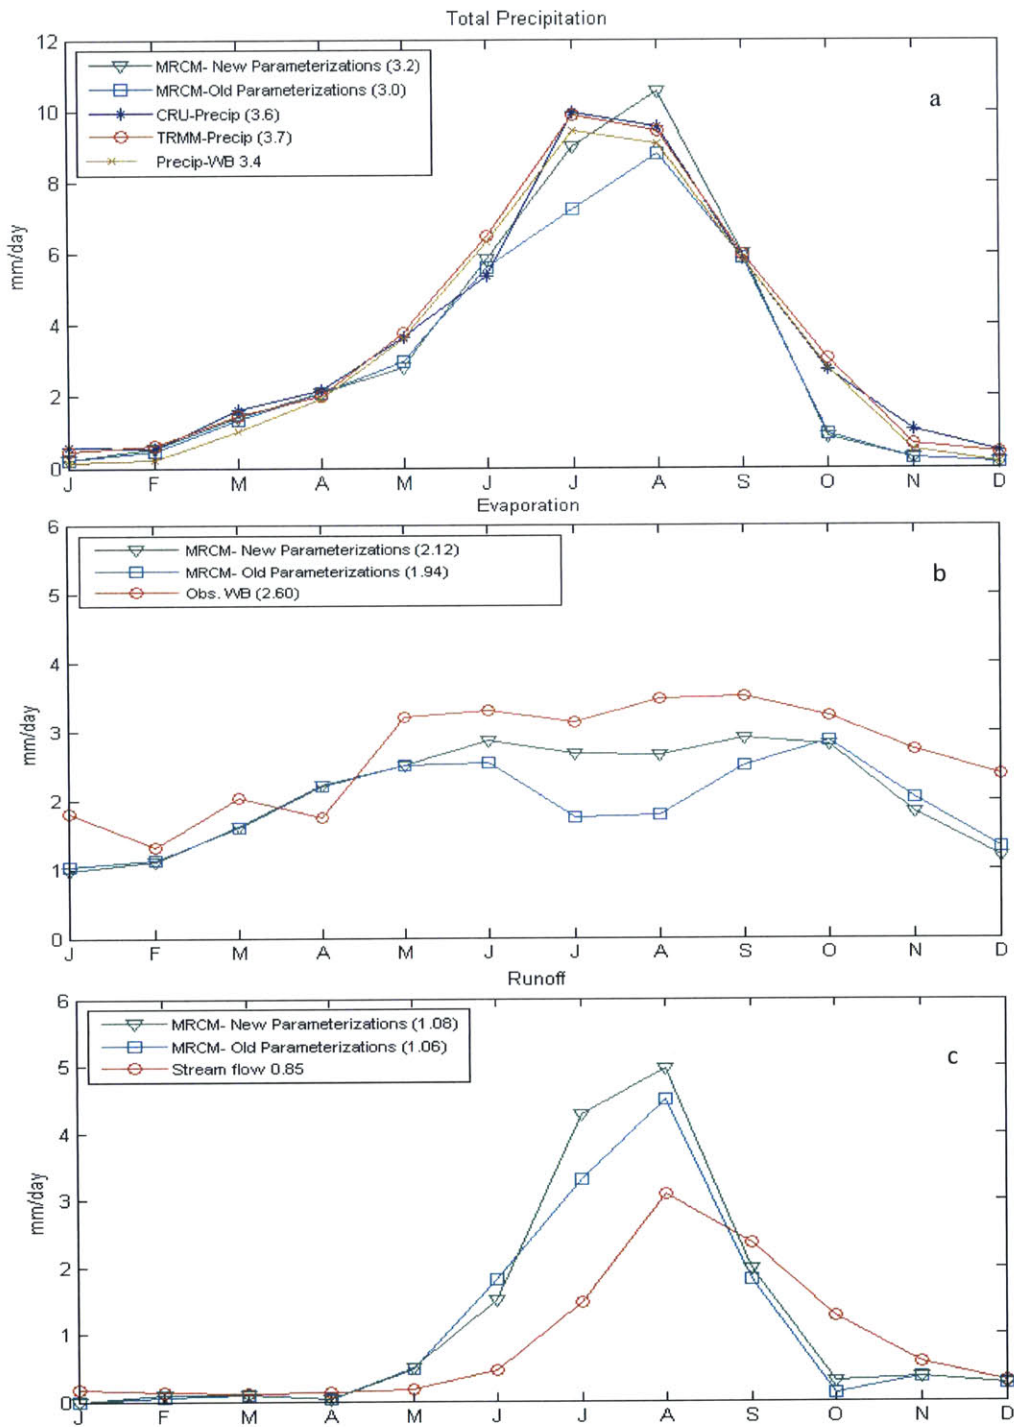 Total Precipitation
12
10
8
6
4
2
0
mm/day
MRCM- New Parameterizations (3.2)
MRCM-Old Parameterizations (3.0)
CRU-Precip (3.6)
TRMM-Precip (3.7)
Precip-WB 3.4
a
J F M A M J J A S O N D
Evaporation
6
5
4
3
2
1
0
mm/day
MRCM- New Parameterizations (2.12)
MRCM- Old Parameterizations (1.94)
Obs. WB (2.60)
b
J F M A M J J A S O N D
Runoff
6
5
4
3
2
1
0
mm/day
MRCM- New Parameterizations (1.08)
MRCM- Old Parameterizations (1.06)
Stream flow 0.85
c
J F M A M J J A S O N D